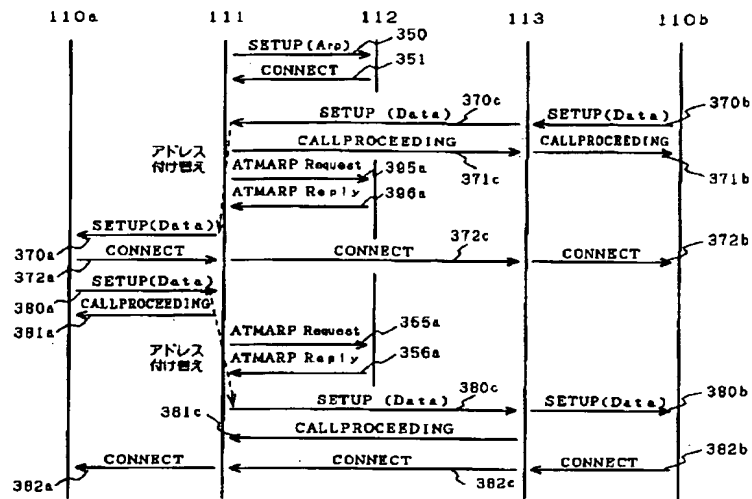 110a 111 112 113 110b
350
SETUP(Arp)
351
CONNECT
370c 370b
SETUP (Data) SETUP(Data)
アドレス
付け替え
CALLPROCEEDING CALLPROCEEDING
371c 371b
ATMARP Request 395a
ATMARP Reply 396a
SETUP(Data)
370a
CONNECT CONNECT 372c CONNECT 372b
372a
SETUP(Data)
380a
CALLPROCEEDING
381a
アドレス
付け替え
ATMARP Request 365a
ATMARP Reply 356a
SETUP (Data) 380c SETUP(Data) 380b
381c
CALLPROCEEDING
382b
CONNECT CONNECT CONNECT
382a 382c